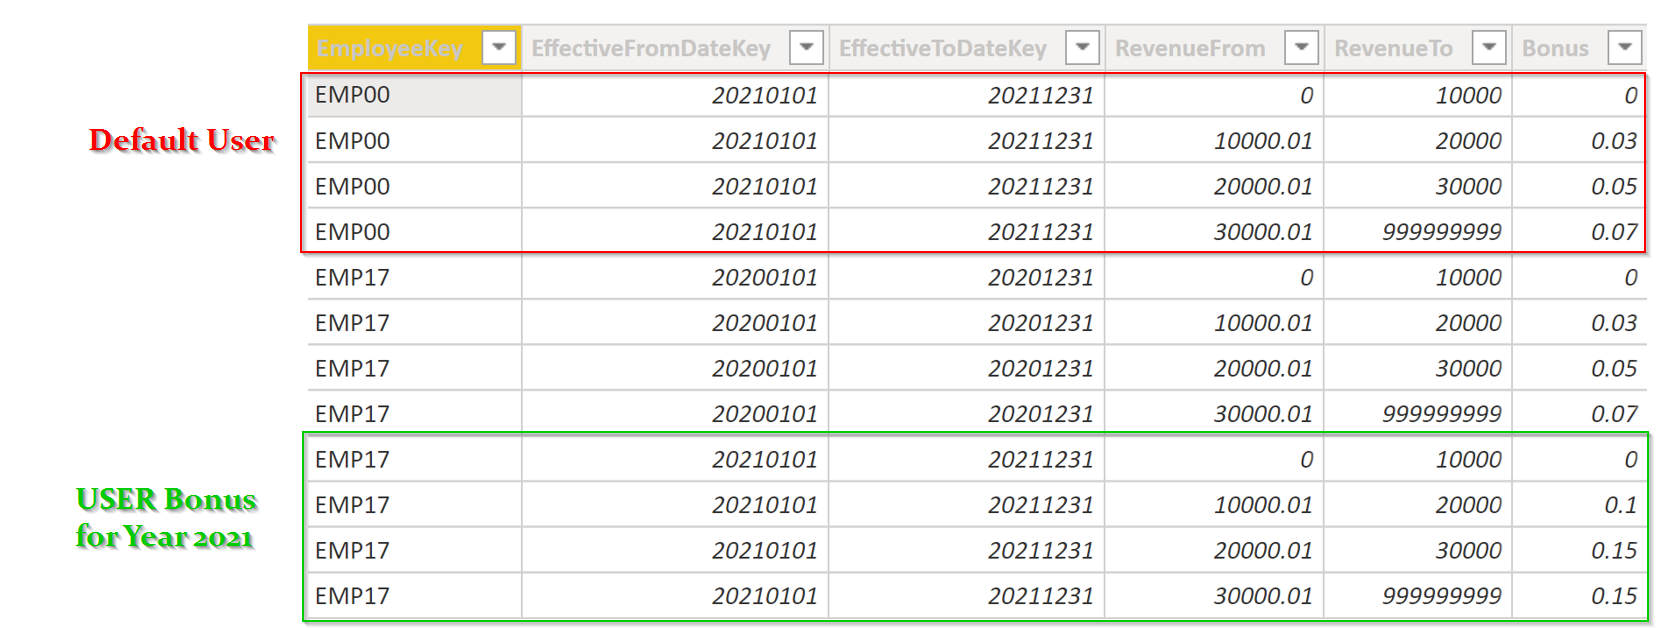 EmployeeKey EffectiveFromDateKey EffectiveToDateKey RevenueFrom RevenueTo Bonus
EMP00 20210101 20211231 0 10000 0
Default User
EMP00 20210101 20211231 10000.01 20000 0.03
EMP00 20210101 20211231 20000.01 30000 0.05
EMP00 20210101 20211231 30000.01 999999999 0.07
EMP17 20200101 20201231 0 10000 0
EMP17 20200101 20201231 10000.01 20000 0.03
EMP17 20200101 20201231 20000.01 30000 0.05
EMP17 20200101 20201231 30000.01 999999999 0.07
EMP17 20210101 20211231 0 10000 0
USER Bonus
for Year 2021
EMP17 20210101 20211231 10000.01 20000 0.1
EMP17 20210101 20211231 20000.01 30000 0.15
EMP17 20210101 20211231 30000.01 999999999 0.15